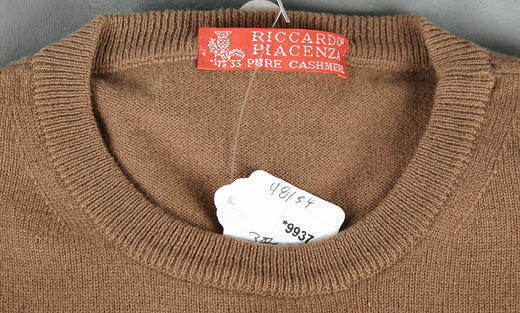 RICCARDO
PIACENZA
1733 PURE CASHMERE
48/54
*9937